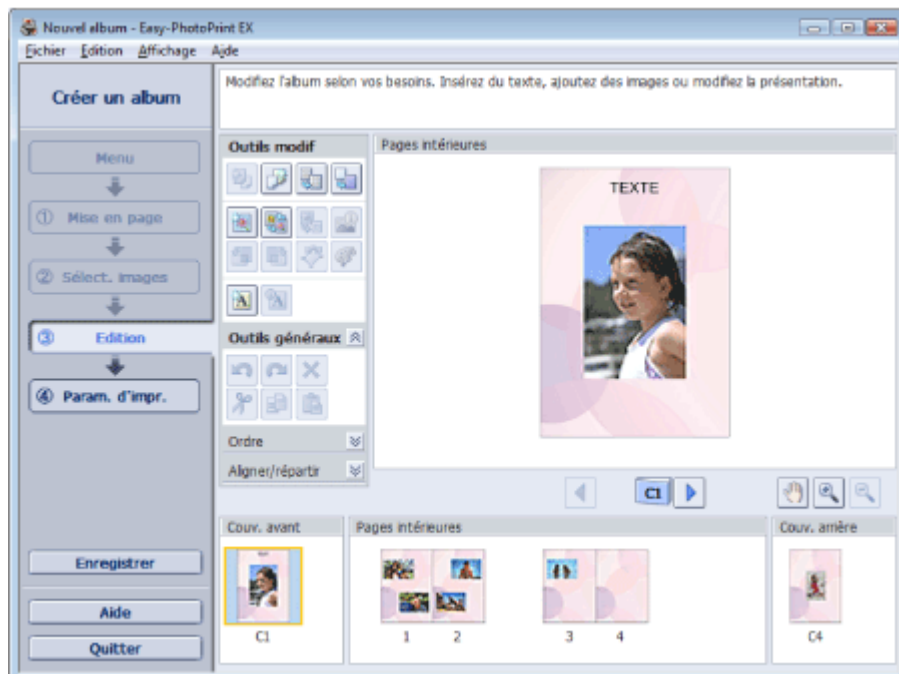 Nouvel album - Easy-PhotoPrint EX
Fichier Edition Affichage Aide
Créer un album
Modifiez l'album selon vos besoins. Insérez du texte, ajoutez des images ou modifiez la présentation.
Menu
① Mise en page
② Sélect. images
③ Edition
④ Param. d'impr.
Enregistrer
Aide
Quitter
Outils modif
Outils généraux
Ordre
Aligner/répartir
Pages intérieures
TEXTE
C1
Couv. avant
C1
Pages intérieures
1 2 3 4
Couv. arrière
C4